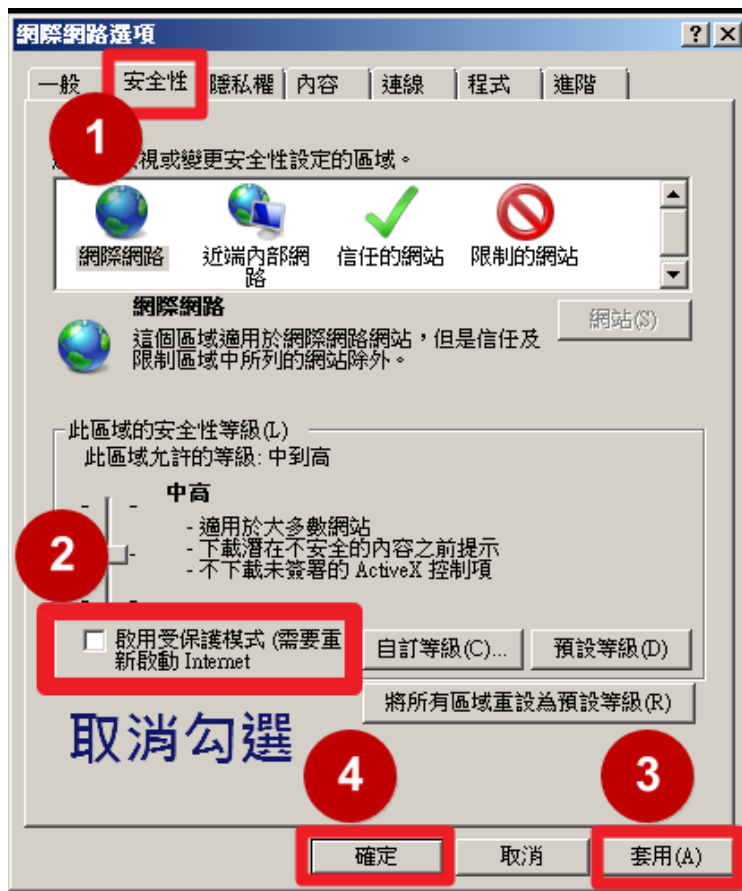 網際網路選項
一般 安全性 隱私權 內容 連線 程式 進階
1
視或變更安全性設定的區域。
網際網路 近端內部網路 信任的網站 限制的網站
網際網路
網站(S)
這個區域適用於網際網路網站，但是信任及
限制區域中所列的網站除外。
此區域的安全性等級(L)
此區域允許的等級: 中到高
中高
- 適用於大多數網站
2
- 下載潛在不安全的內容之前提示
- 不下載未簽署的 ActiveX 控制項
啟用受保護模式 (需要重
新啟動 Internet
自訂等級(C)... 預設等級(D)
將所有區域重設為預設等級(R)
取消勾選
4 3
確定 取消 套用(A)